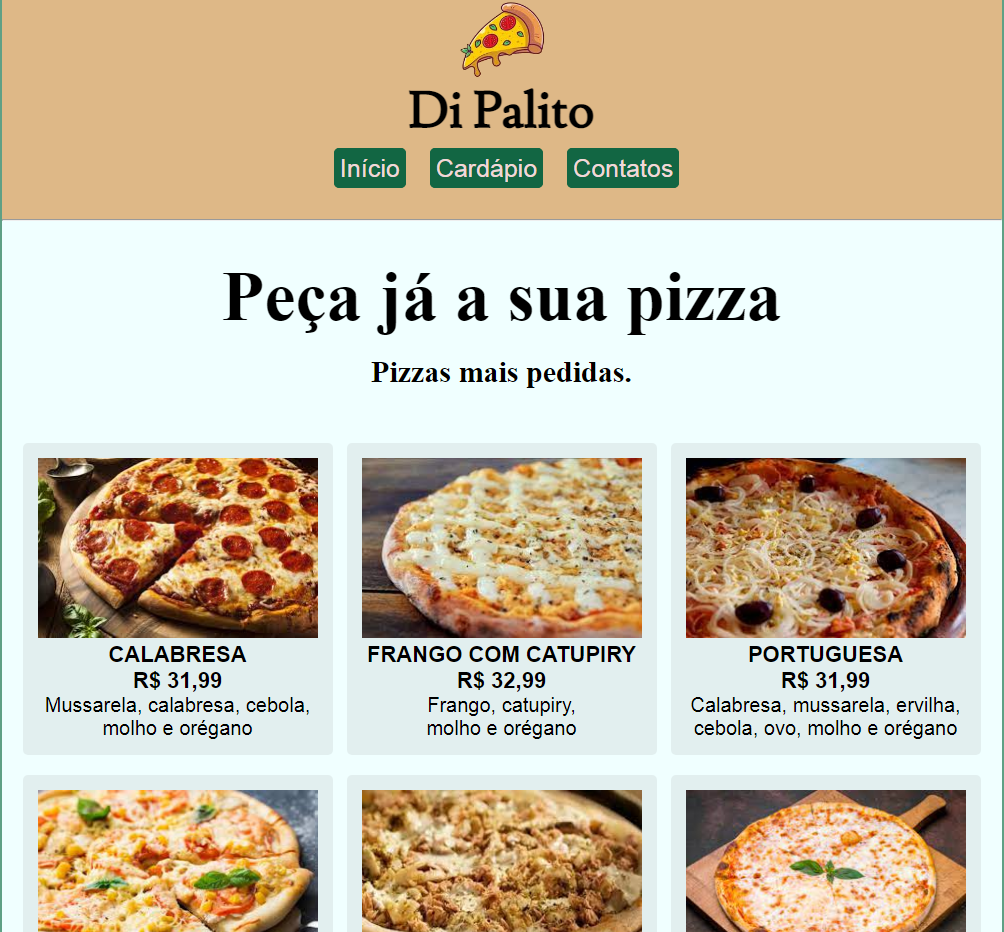 Di Palito
Início Cardápio Contatos
Peça já a sua pizza
Pizzas mais pedidas.
CALABRESA
R$ 31,99
Mussarela, calabresa, cebola,
molho e orégano
FRANGO COM CATUPIRY
R$ 32,99
Frango, catupiry,
molho e orégano
PORTUGUESA
R$ 31,99
Calabresa, mussarela, ervilha,
cebola, ovo, molho e orégano